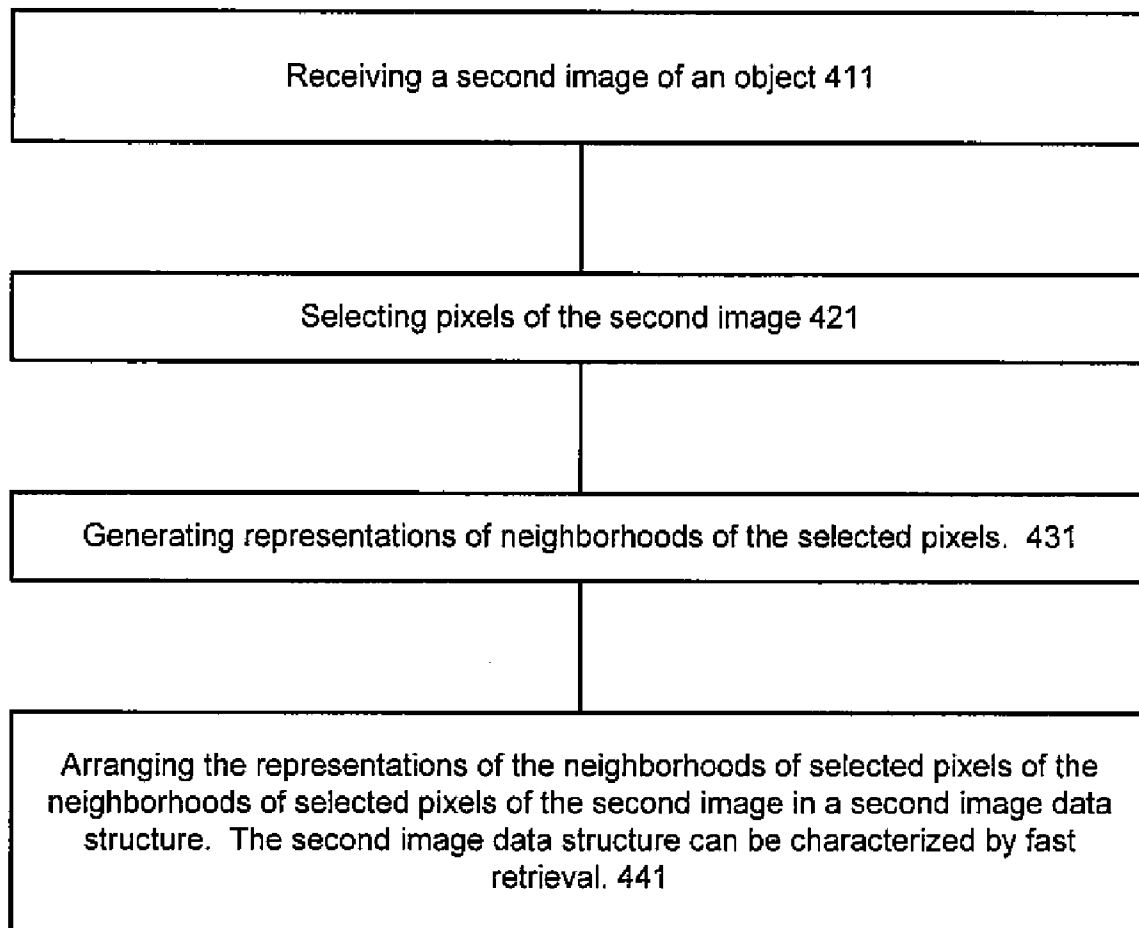 Receiving a second image of an object 411
Selecting pixels of the second image 421
Generating representations of neighborhoods of the selected pixels.  431
Arranging the representations of the neighborhoods of selected pixels of the
neighborhoods of selected pixels of the second image in a second image data
structure.  The second image data structure can be characterized by fast
retrieval. 441